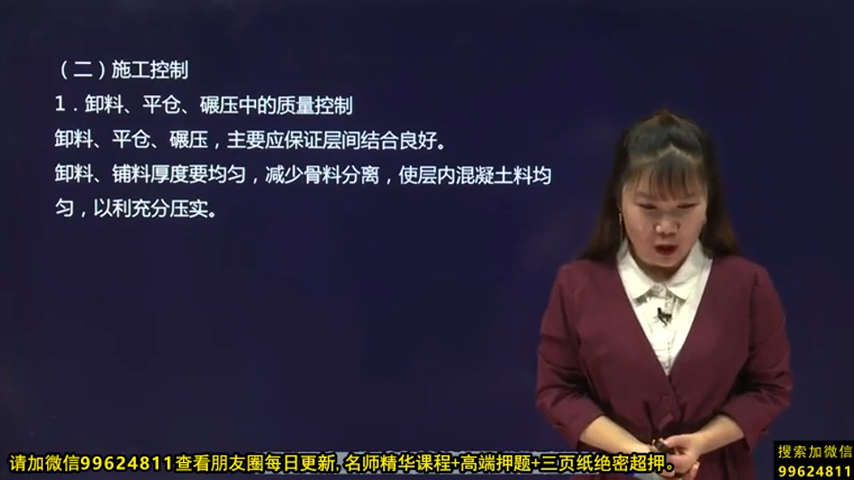 （二）施工控制
1．卸料、平仓、碾压中的质量控制
卸料、平仓、碾压，主要应保证层间结合良好。
卸料、铺料厚度要均匀，减少骨料分离，使层内混凝土料均
匀，以利充分压实。
请加微信99624811查看朋友圈每日更新,名师精华课程+高端押题+三页纸绝密超押。
搜索加微信
99624811